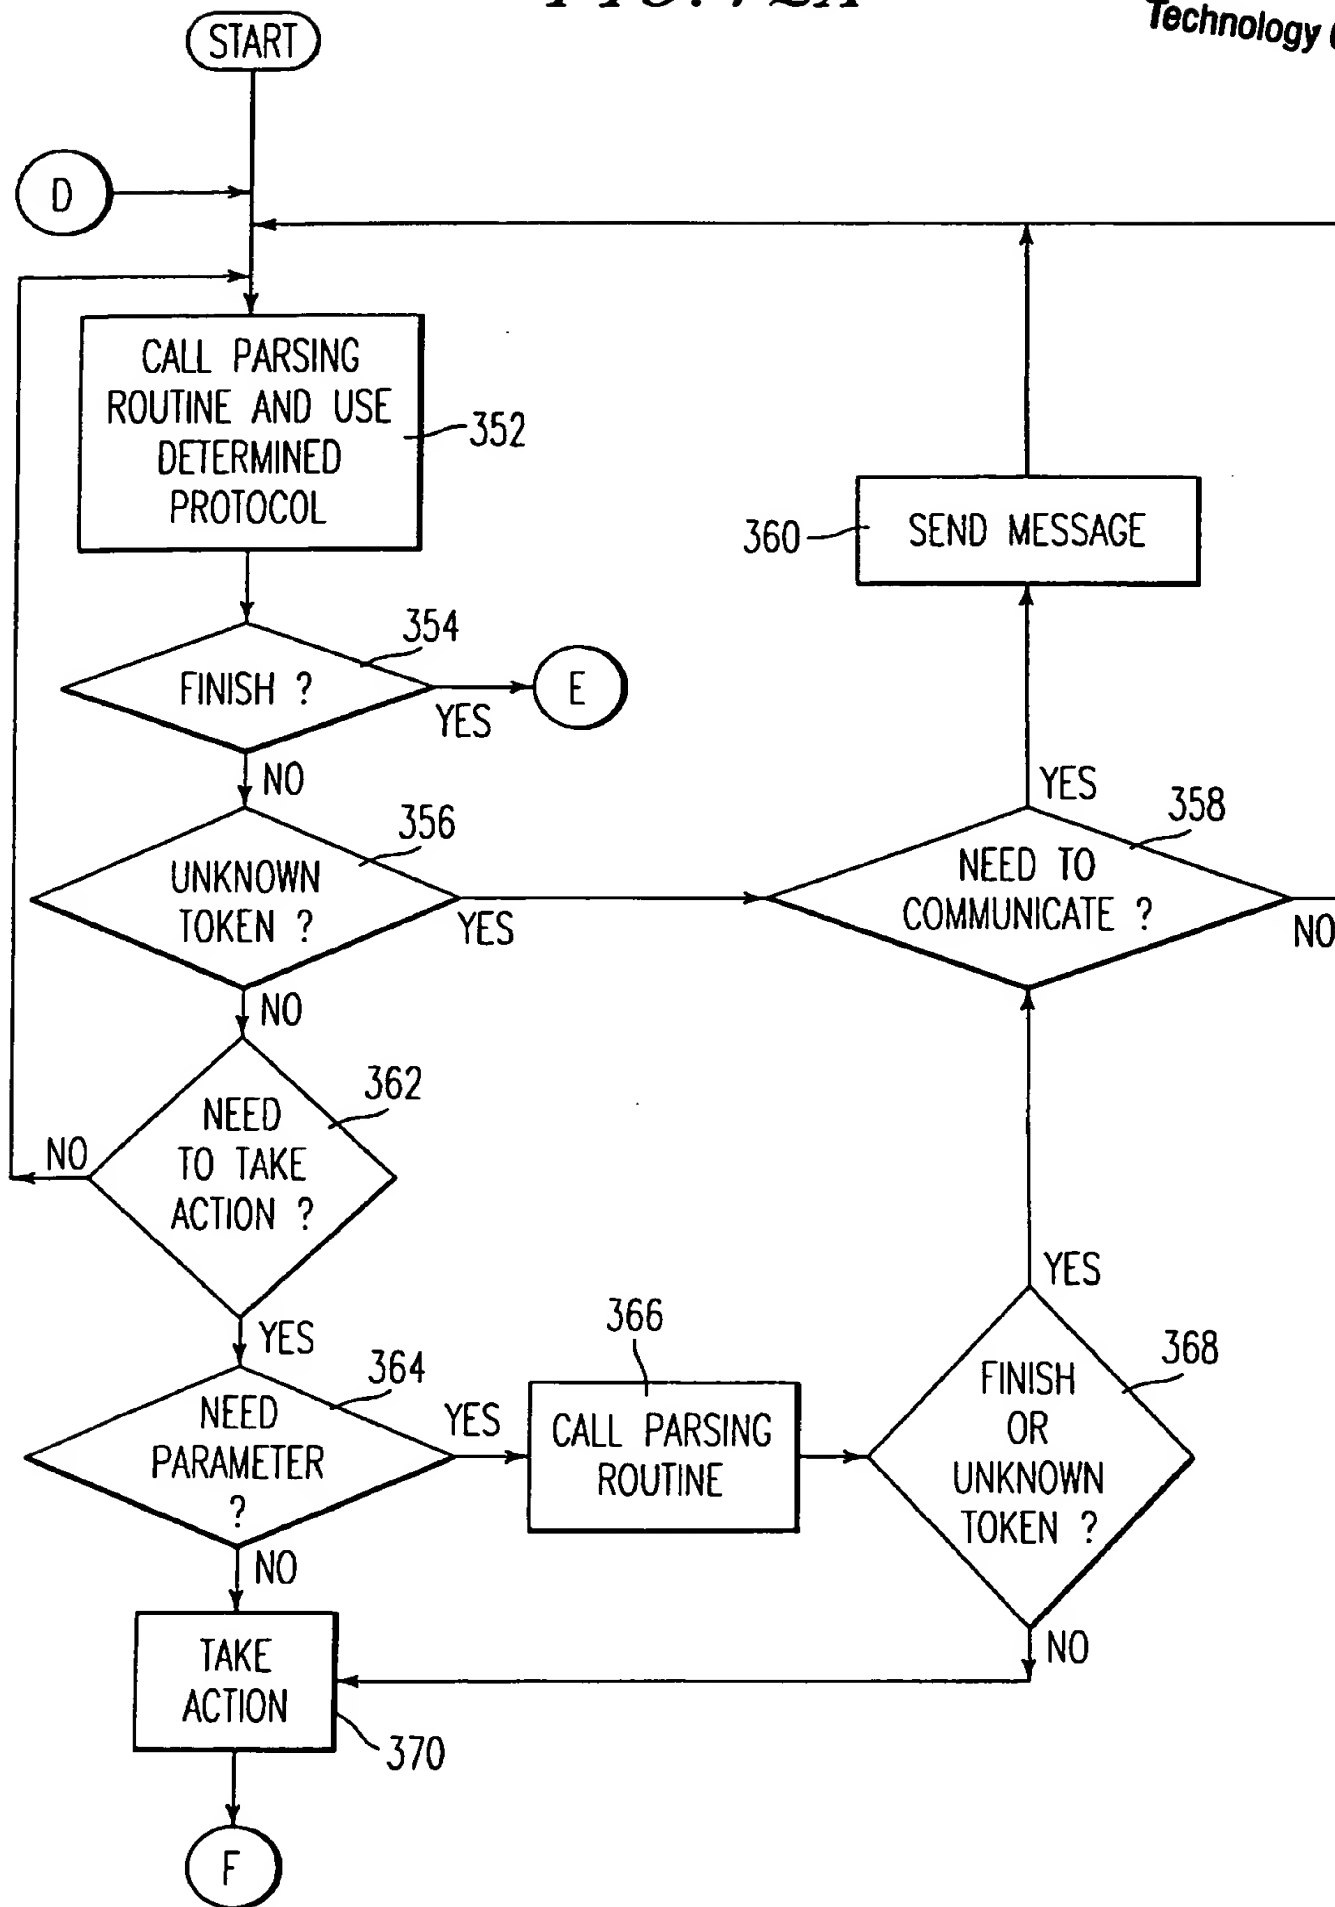 Technology
START
D
CALL PARSING
ROUTINE AND USE
DETERMINED
PROTOCOL
352
360
SEND MESSAGE
354
FINISH ?
YES
E
NO
356
UNKNOWN
TOKEN ?
YES
NO
YES
358
NEED TO
COMMUNICATE ?
NO
362
NEED
TO TAKE
ACTION ?
NO
YES
364
NEED
PARAMETER
?
YES
NO
366
CALL PARSING
ROUTINE
YES
368
FINISH
OR
UNKNOWN
TOKEN ?
NO
TAKE
ACTION
370
F